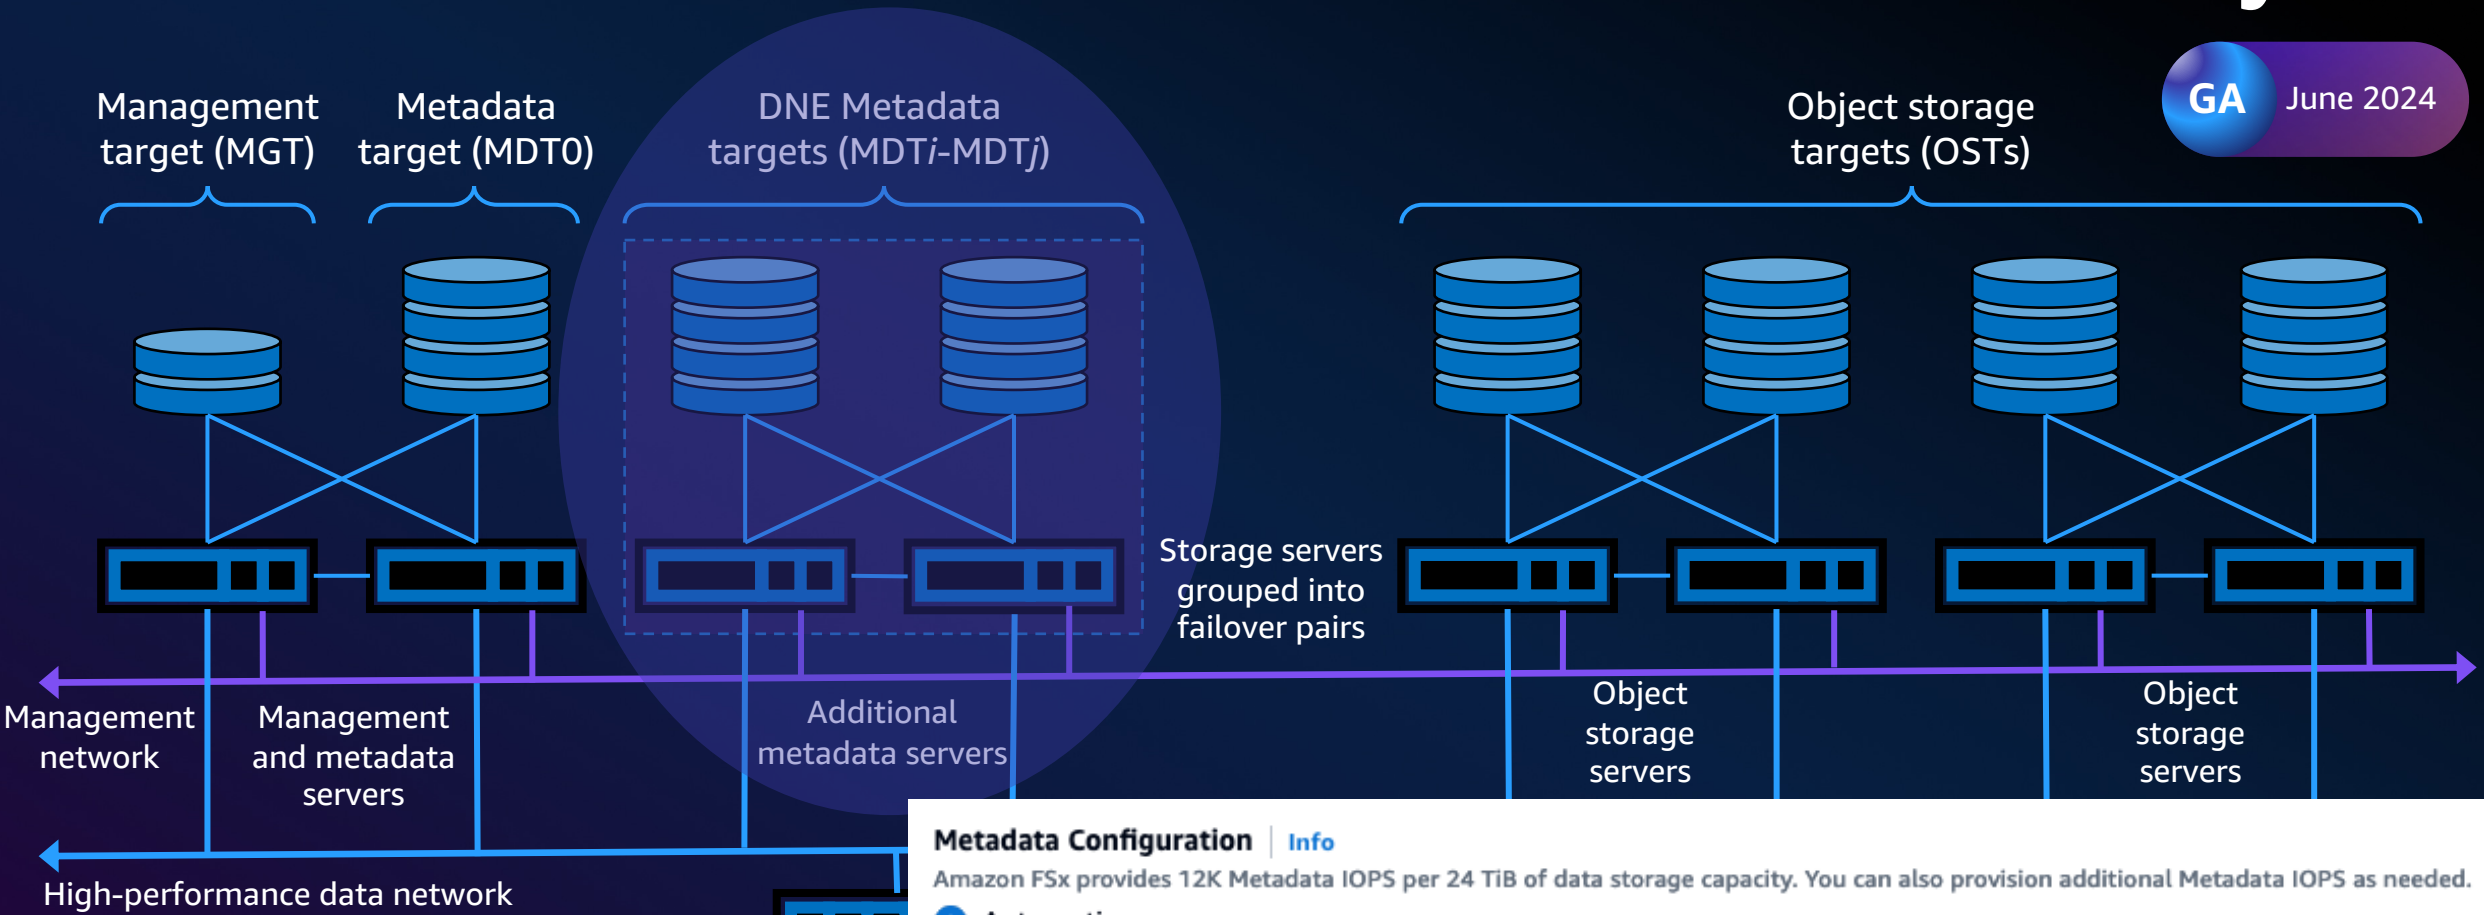 GA June 2024
Management
target (MGT)
Metadata
target (MDT0)
DNE Metadata
targets (MDTi-MDTj)
Object storage
targets (OSTs)
Storage servers
grouped into
failover pairs
Management
network
Management
and metadata
servers
Additional
metadata servers
Object
storage
servers
Object
storage
servers
High-performance data network
Metadata Configuration | Info
Amazon FSx provides 12K Metadata IOPS per 24 TiB of data storage capacity. You can also provision additional Metadata IOPS as needed.